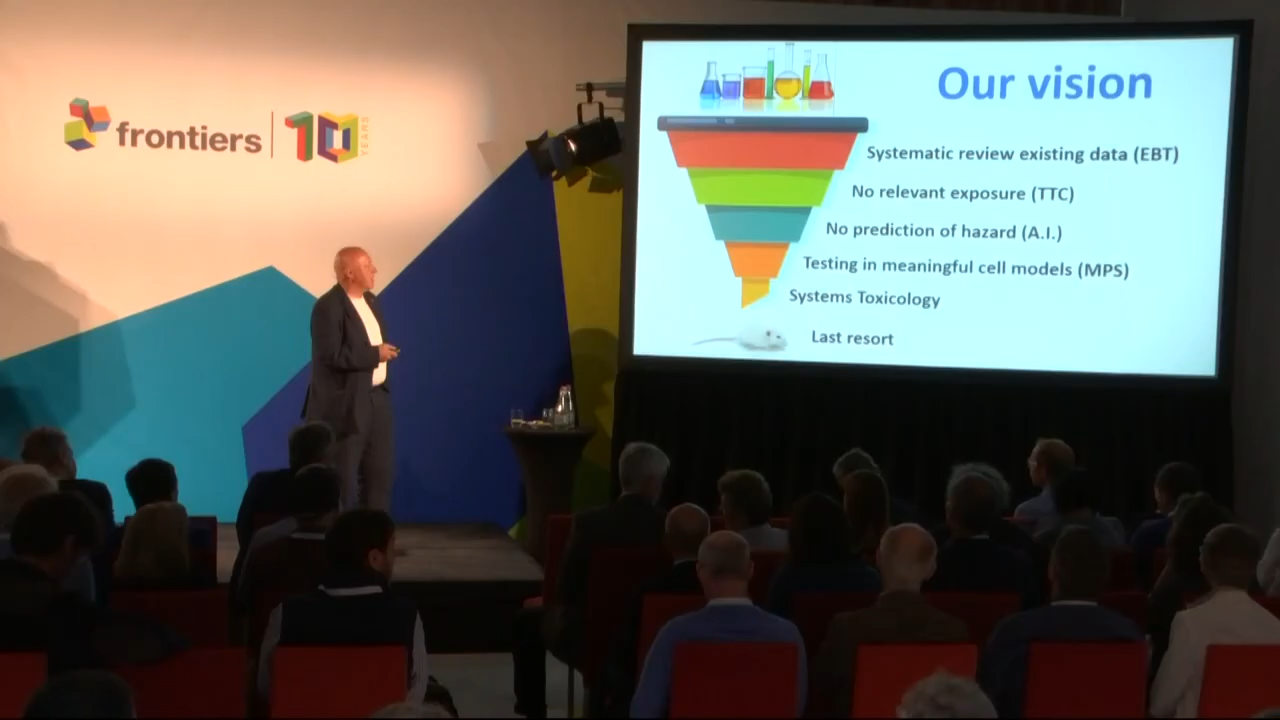 frontiers
10
YEARS
Our vision
Systematic review existing data (EBT)
No relevant exposure (TTC)
No prediction of hazard (A.I.)
Testing in meaningful cell models (MPS)
Systems Toxicology
Last resort